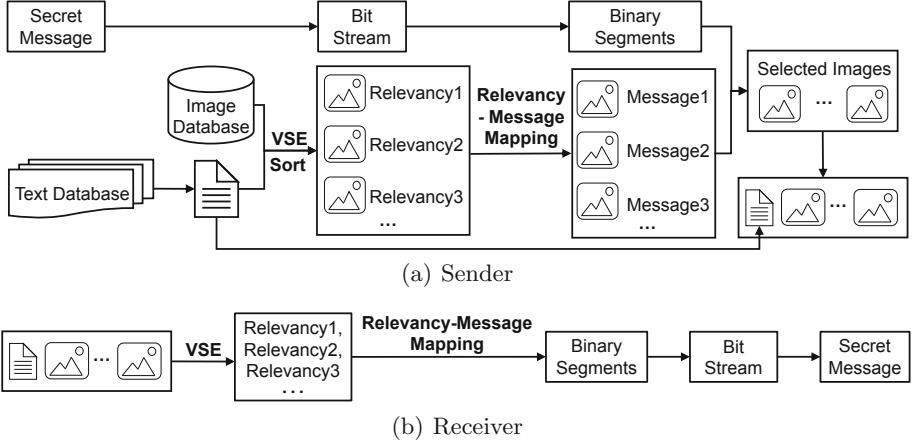 Secret
Message
Bit
Stream
Binary
Segments
Image
Database
Text Database
VSE
Sort
Relevancy1
Relevancy2
Relevancy3
...
Relevancy
- Message
Mapping
Message1
Message2
Message3
...
Selected Images
...
...
(a) Sender
...
VSE
Relevancy1,
Relevancy2,
Relevancy3
...
Relevancy-Message
Mapping
Binary
Segments
Bit
Stream
Secret
Message
(b) Receiver